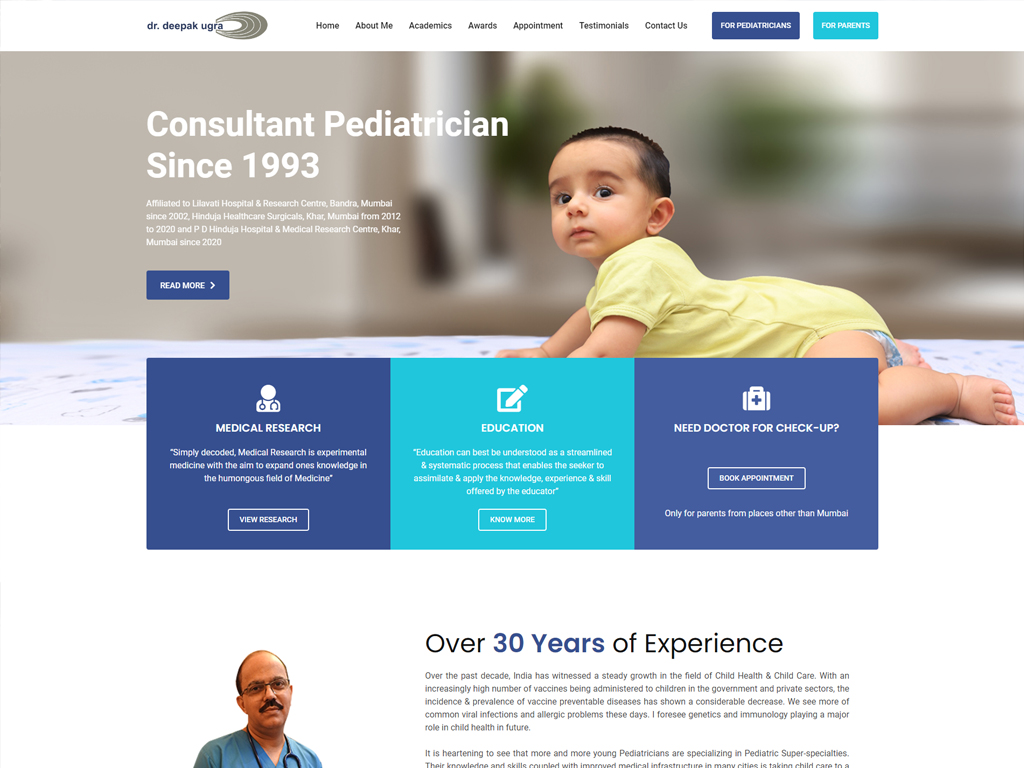 dr. deepak ugra
Home About Me Academics Awards Appointment Testimonials Contact Us FOR PEDIATRICIANS FOR PARENTS
Consultant Pediatrician
Since 1993
Affiliated to Lilavati Hospital & Research Centre, Bandra, Mumbai
since 2002, Hinduja Healthcare Surgicals, Khar, Mumbai from 2012
to 2020 and P D Hinduja Hospital & Medical Research Centre, Khar,
Mumbai since 2020
READ MORE
MEDICAL RESEARCH
"Simply decoded, Medical Research is experimental
medicine with the aim to expand ones knowledge in
the humongous field of Medicine"
VIEW RESEARCH
EDUCATION
"Education can best be understood as a streamlined
& systematic process that enables the seeker to
assimilate & apply the knowledge, experience & skill
offered by the educator"
KNOW MORE
NEED DOCTOR FOR CHECK-UP?
BOOK APPOINTMENT
Only for parents from places other than Mumbai
Over 30 Years of Experience
Over the past decade, India has witnessed a steady growth in the field of Child Health & Child Care. With an
increasingly high number of vaccines being administered to children in the government and private sectors, the
incidence & prevalence of vaccine preventable diseases has shown a considerable decrease. We see more of
common viral infections and allergic problems these days. I foresee genetics and immunology playing a major
role in child health in future.
It is heartening to see that more and more young Pediatricians are specializing in Pediatric Super-specialties.
Their knowledge and skills coupled with improved medical infrastructure in many cities is taking child care to a